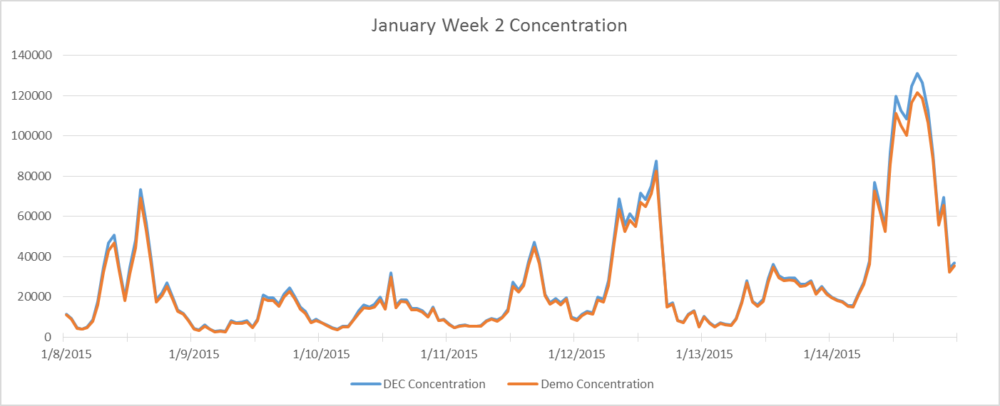 January Week 2 Concentration
140000
120000
100000
80000
60000
40000
20000
0
1/8/2015 1/9/2015 1/10/2015 1/11/2015 1/12/2015 1/13/2015 1/14/2015
DEC Concentration Demo Concentration